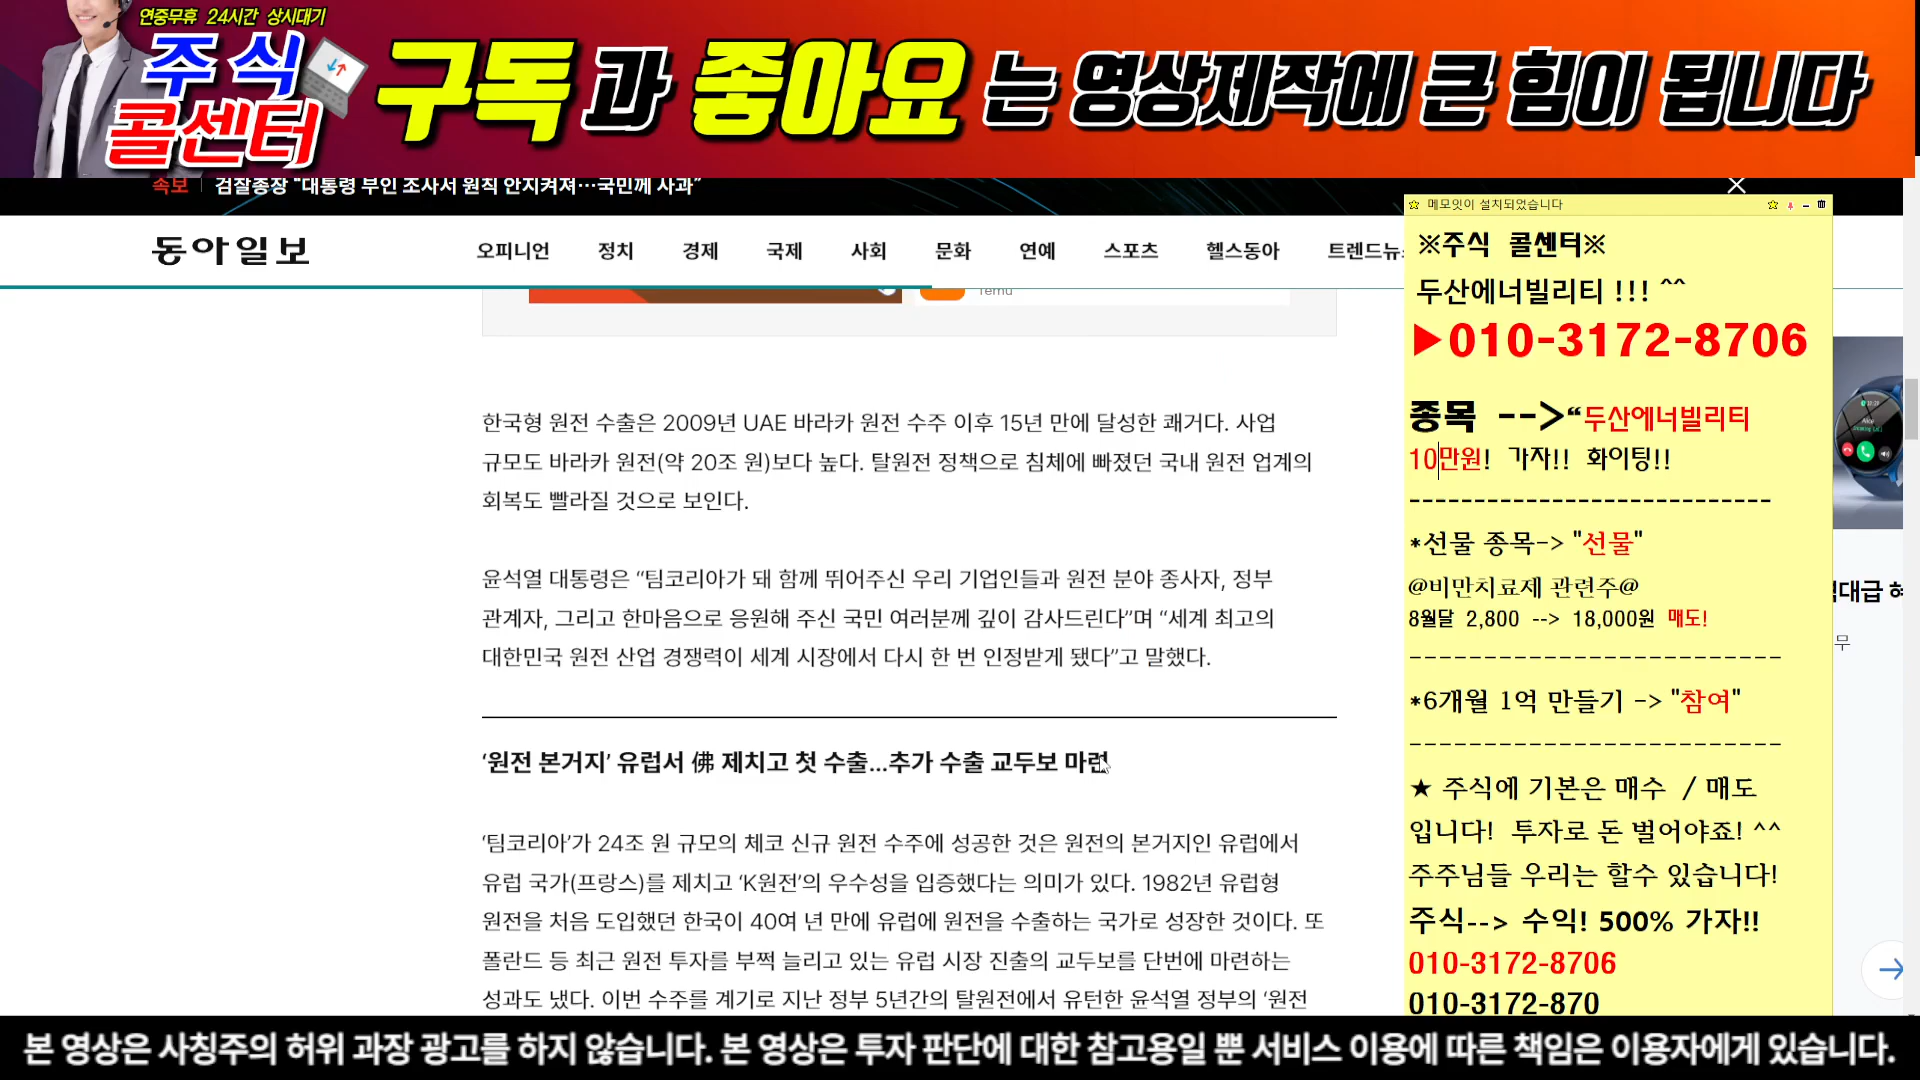 연중무휴 24시간 상시대기
주식
콜센터
구독과 좋아요는 영상제작에 큰 힘이 됩니다
속보 검찰총장 “대통령 부인 조사서 원칙 안지켜져…국민께 사과”
동아일보
오피니언 정치 경제 국제 사회 문화 연예 스포츠 헬스동아 트렌드뉴
Temu
한국형 원전 수출은 2009년 UAE 바라카 원전 수주 이후 15년 만에 달성한 쾌거다. 사업
규모도 바라카 원전(약 20조 원)보다 높다. 탈원전 정책으로 침체에 빠졌던 국내 원전 업계의
회복도 빨라질 것으로 보인다.
윤석열 대통령은 “팀코리아가 돼 함께 뛰어주신 우리 기업인들과 원전 분야 종사자, 정부
관계자, 그리고 한마음으로 응원해 주신 국민 여러분께 깊이 감사드린다”며 “세계 최고의
대한민국 원전 산업 경쟁력이 세계 시장에서 다시 한 번 인정받게 됐다”고 말했다.
‘원전 본거지’ 유럽서 佛 제치고 첫 수출…추가 수출 교두보 마련
‘팀코리아’가 24조 원 규모의 체코 신규 원전 수주에 성공한 것은 원전의 본거지인 유럽에서
유럽 국가(프랑스)를 제치고 ‘K원전’의 우수성을 입증했다는 의미가 있다. 1982년 유럽형
원전을 처음 도입했던 한국이 40여 년 만에 유럽에 원전을 수출하는 국가로 성장한 것이다. 또
폴란드 등 최근 원전 투자를 부쩍 늘리고 있는 유럽 시장 진출의 교두보를 단번에 마련하는
성과도 냈다. 이번 수주를 계기로 지난 정부 5년간의 탈원전에서 유턴한 윤석열 정부의 ‘원전
메모잇이 설치되었습니다
※주식 콜센터※
두산에너빌리티 !!! ^^
▶010-3172-8706
종목 -->“두산에너빌리티
10만원! 가자!! 화이팅!!
---------------------------
*선물 종목-> "선물"
@비만치료제 관련주@
8월달 2,800 --> 18,000원 매도!
-------------------------
*6개월 1억 만들기 -> "참여"
-------------------------
★ 주식에 기본은 매수 / 매도
입니다! 투자로 돈 벌어야죠! ^^
주주님들 우리는 할수 있습니다!
주식--> 수익! 500% 가자!!
010-3172-8706
010-3172-870
대급
무
본 영상은 사칭주의 허위 과장 광고를 하지 않습니다. 본 영상은 투자 판단에 대한 참고용일 뿐 서비스 이용에 따른 책임은 이용자에게 있습니다.